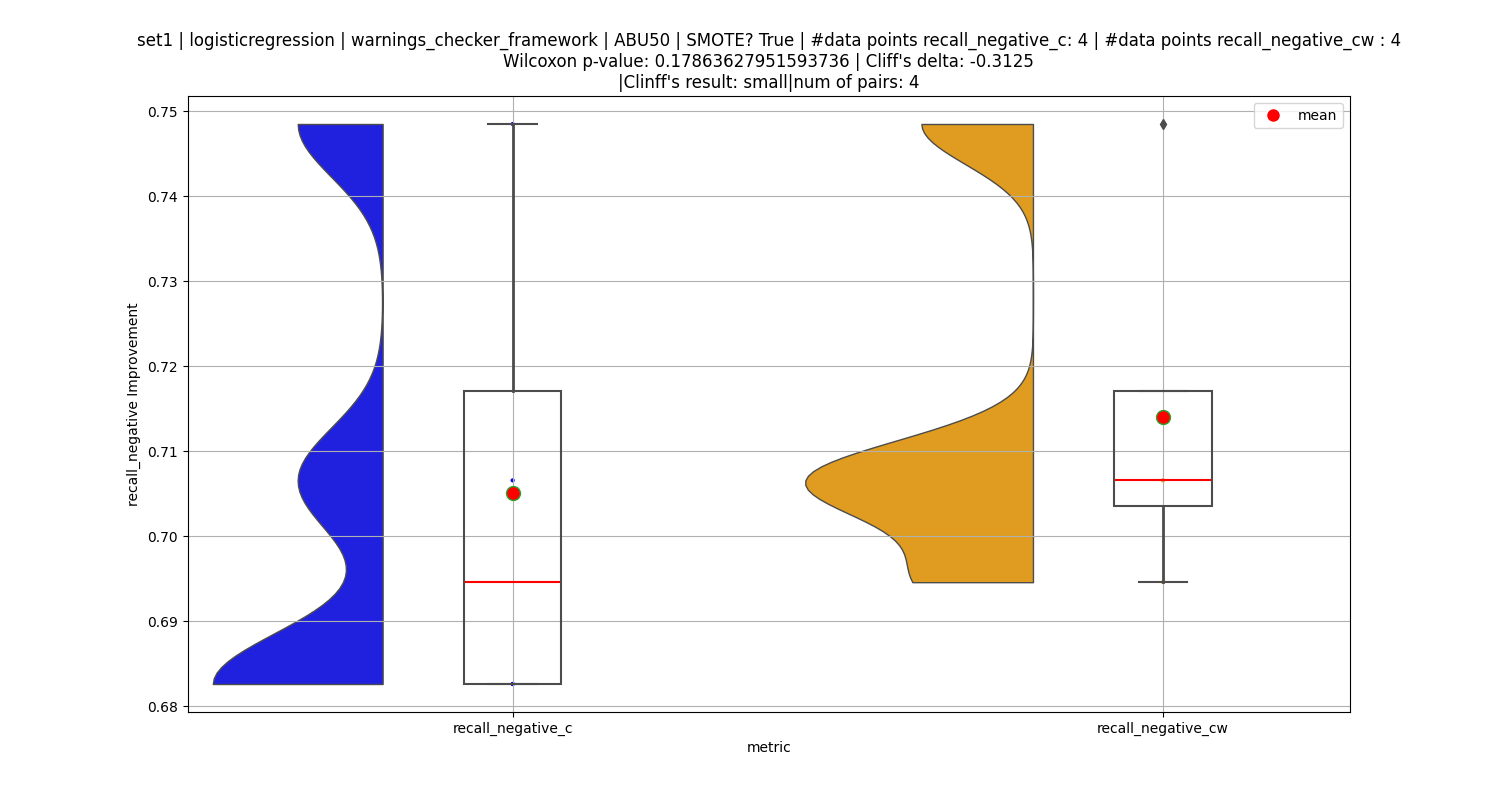 set1 | logisticregression | warnings_checker_framework | ABU50 | SMOTE? True | #data points recall_negative_c: 4 | #data points recall_negative_cw : 4
Wilcoxon p-value: 0.17863627951593736 | Cliff's delta: -0.3125
|Clinff's result: small|num of pairs: 4
mean
0.75
0.74
0.73
0.72
0.71
0.70
0.69
0.68
recall_negative Improvement
recall_negative_c
recall_negative_cw
metric